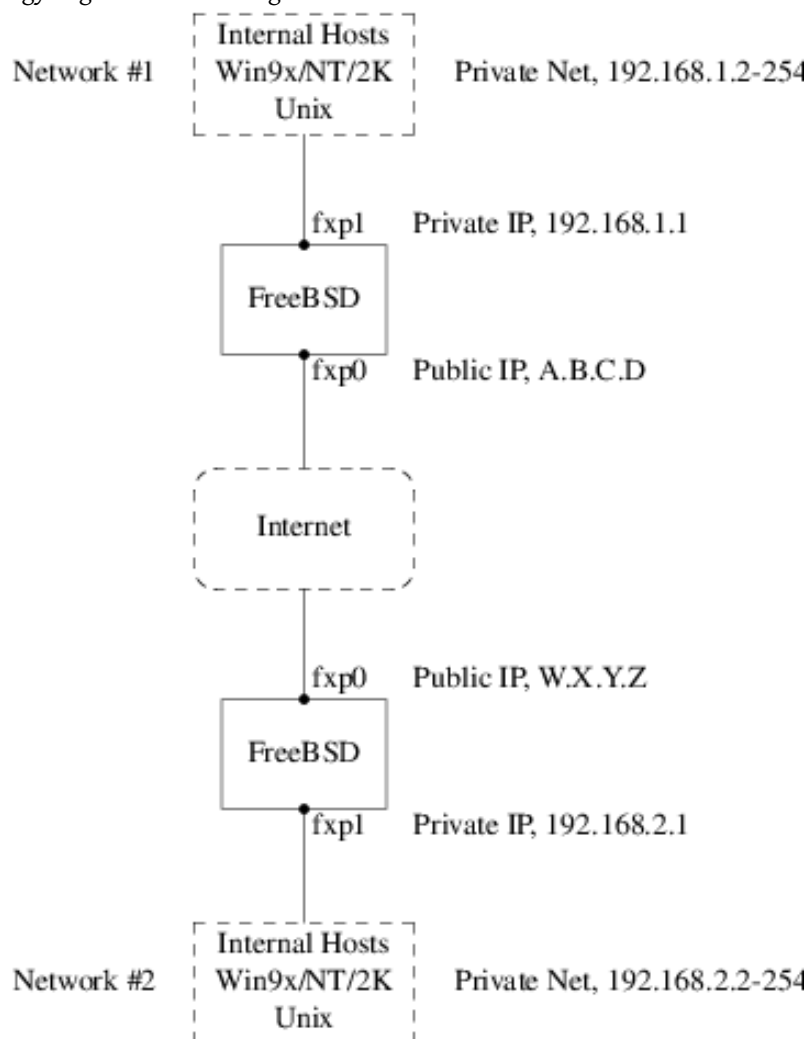 Internal Hosts
Network #1 Win9x/NT/2K Private Net, 192.168.1.2-254
Unix
fxp1 Private IP, 192.168.1.1
FreeBSD
fxp0 Public IP, A.B.C.D
Internet
fxp0 Public IP, W.X.Y.Z
FreeBSD
fxp1 Private IP, 192.168.2.1
Internal Hosts
Network #2 Win9x/NT/2K Private Net, 192.168.2.2-254
Unix